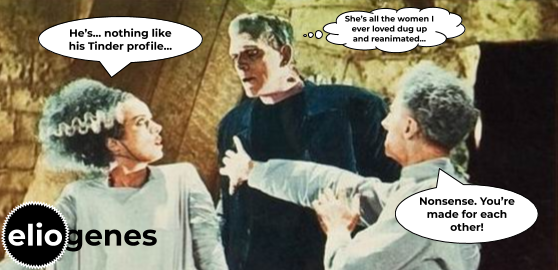 He's... nothing like
his Tinder profile...
She's all the women I
ever loved dug up
and reanimated...
Nonsense. You're
made for each
other!
eliogenes